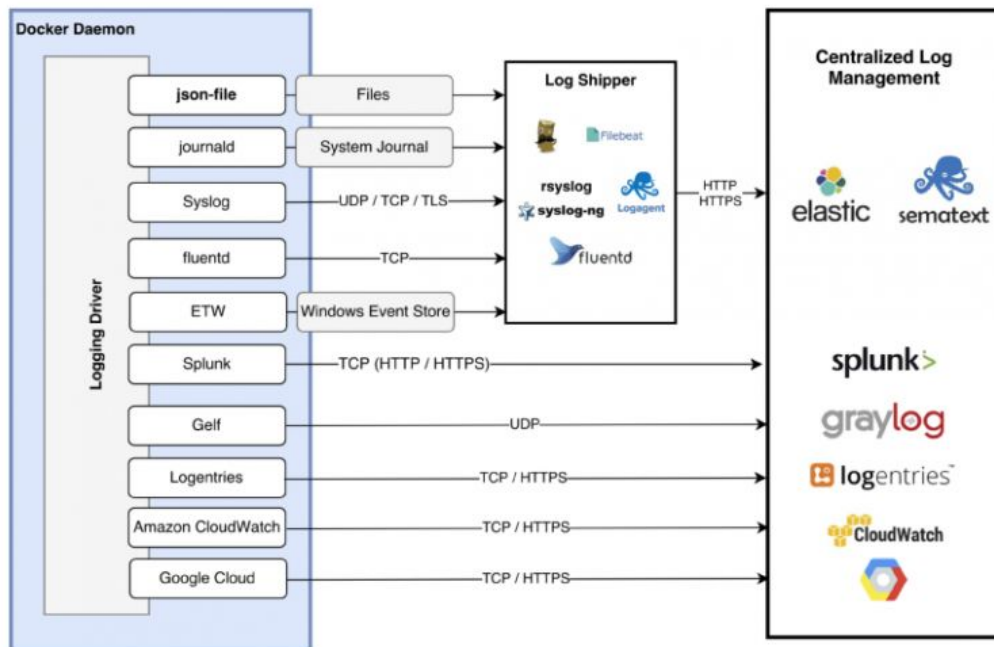 Docker Daemon
Logging Driver
json-file
Files
journald
System Journal
Syslog
UDP / TCP / TLS
fluentd
TCP
ETW
Windows Event Store
Splunk
TCP (HTTP / HTTPS)
Gelf
UDP
Logentries
TCP / HTTPS
Amazon CloudWatch
TCP / HTTPS
Google Cloud
TCP / HTTPS
Log Shipper
Filebeat
rsyslog
syslog-ng
Logagent
fluentd
HTTP
HTTPS
Centralized Log
Management
elastic
sematext
splunk>
graylog
logentries™
CloudWatch